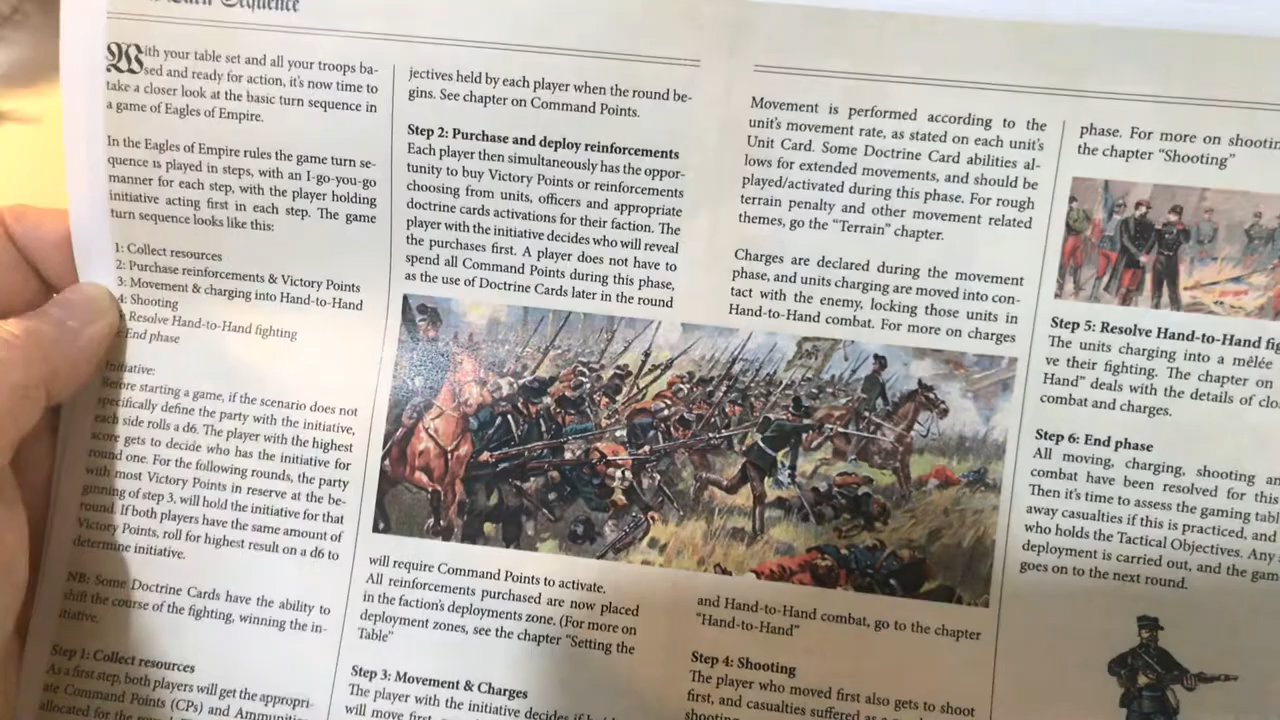 Sequence
With your table set and all your troops ba-
sed and ready for action, it's now time to
take a closer look at the basic turn sequence in
a game of Eagles of Empire.
In the Eagles of Empire rules the game turn se-
quence is played in steps, with an I-go-you-go
manner for each step, with the player holding
initiative acting first in each step. The game
turn sequence looks like this:
1: Collect resources
2: Purchase reinforcements & Victory Points
3: Movement & charging into Hand-to-Hand
4: Shooting
Resolve Hand-to-Hand fighting
End phase
Initiative:
Before starting a game, if the scenario does not
specifically define the party with the initiative,
each side rolls a d6. The player with the highest
score gets to decide who has the initiative for
round one. For the following rounds, the party
with most Victory Points in reserve at the be-
ginning of step 3, will hold the initiative for that
round. If both players have the same amount of
Victory Points, roll for highest result on a d6 to
determine initiative.
NB: Some Doctrine Cards have the ability to
shift the course of the fighting, winning the in-
itiative.
Step 1: Collect resources
As a first step, both players will get the appropri-
ate Command Points (CPs) and
allocated for the
jectives held by each player when the round be-
gins. See chapter on Command Points.
Step 2: Purchase and deploy reinforcements
Each player then simultaneously has the oppor-
tunity to buy Victory Points or reinforcements
choosing from units, officers and appropriate
doctrine cards activations for their faction. The
player with the initiative decides who will reveal
the purchases first. A player does not have to
spend all Command Points during this phase,
as the use of Doctrine Cards later in the round
will require Command Points to activate.
All reinforcements purchased are now placed
in the faction's deployments zone. (For more on
deployment zones, see the chapter "Setting the
Table"
Step 3: Movement & Charges
The player with the initiative decides if
will move first
Movement is performed according to the
unit's movement rate, as stated on each unit's
Unit Card. Some Doctrine Card abilities al-
lows for extended movements, and should be
played/activated during this phase. For rough
terrain penalty and other movement related
themes, go the "Terrain" chapter.
Charges are declared during the movement
phase, and units charging are moved into con-
tact with the enemy, locking those units in
Hand-to-Hand combat. For more on charges
and Hand-to-Hand combat, go to the chapter
"Hand-to-Hand"
Step 4: Shooting
The player who moved first also gets to shoot
first, and casualties suffered as
phase. For more on
the chapter "Shooting"
Step 5: Resolve Hand-to-Hand
The units charging into a mêlée
ve their fighting. The chapter on
Hand" deals with the details of
combat and charges.
Step 6: End phase
All moving, charging, shooting
combat have been resolved for this
Then it's time to assess the gaming
away casualties if this is practiced, and
who holds the Tactical Objectives. Any
deployment is carried out, and the
goes on to the next round.